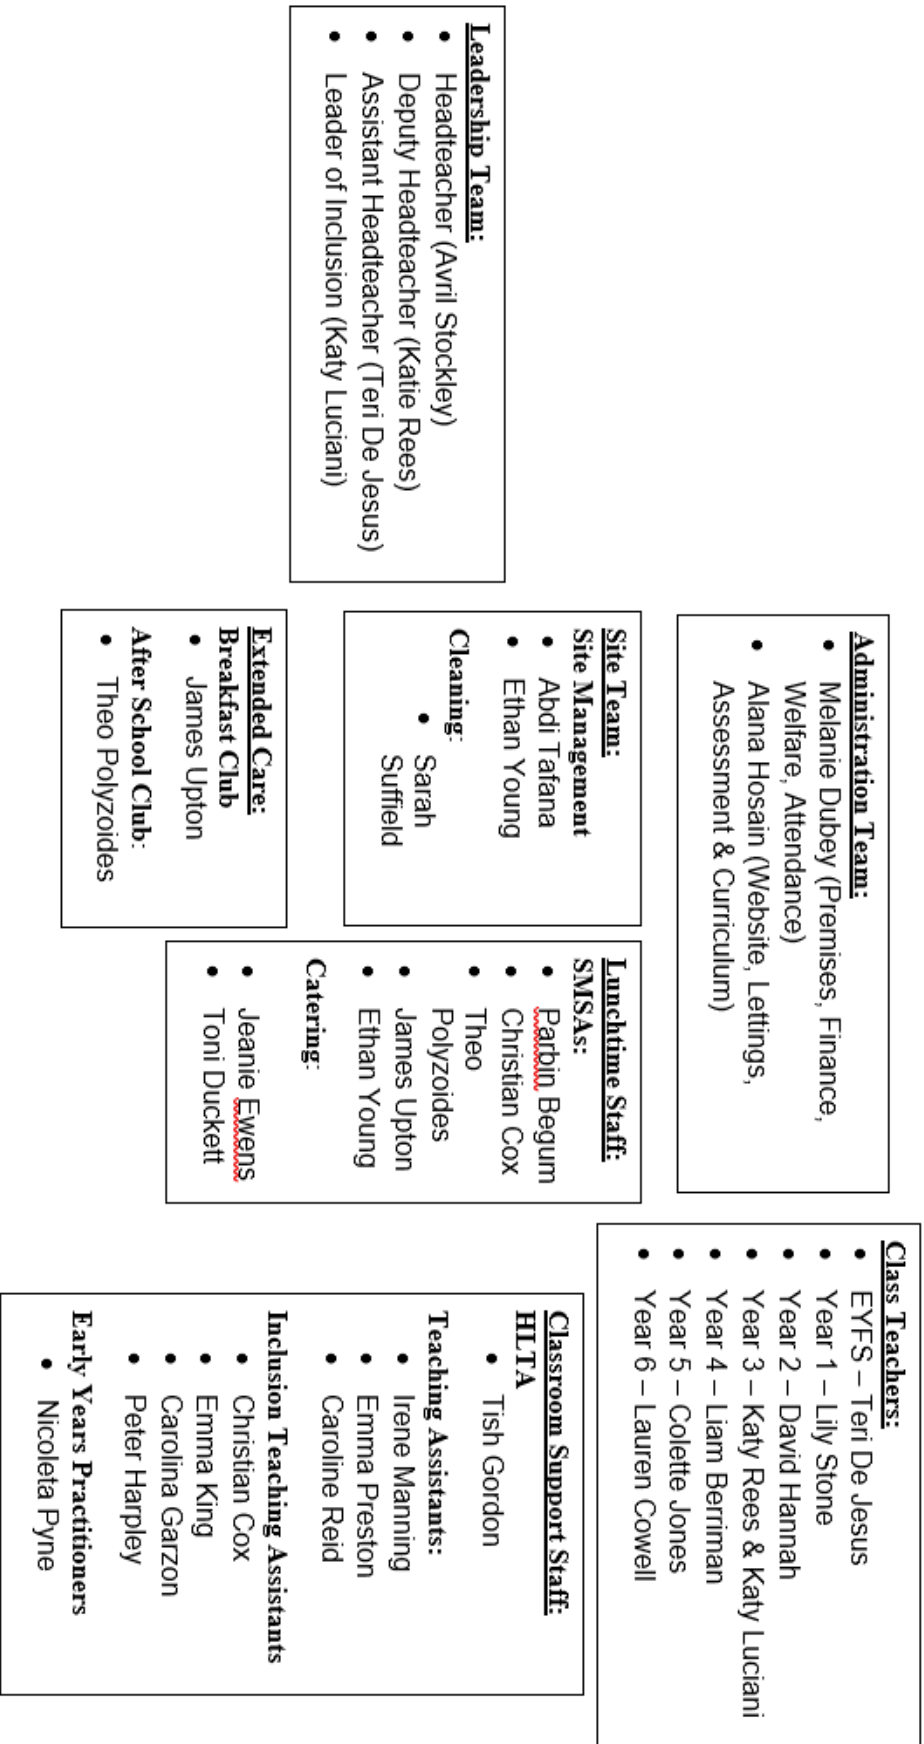 Leadership Team:
• Headteacher (Avril Stockley)
• Deputy Headteacher (Katie Rees)
• Assistant Headteacher (Teri De Jesus)
• Leader of Inclusion (Katy Luciani)
Administration Team:
• Melanie Dubey (Premises, Finance,
Welfare, Attendance)
• Alana Hosain (Website, Lettings,
Assessment & Curriculum)
Site Team:
Site Management
• Abdi Tafana
• Ethan Young
Cleaning:
• Sarah
Suffield
Extended Care:
Breakfast Club
• James Upton
After School Club:
• Theo Polyzoides
Lunchtime Staff:
SMSAs:
• Parbin Begum
• Christian Cox
• Theo
Polyzoides
• James Upton
• Ethan Young
Catering:
• Jeanie Ewens
• Toni Duckett
Class Teachers:
• EYFS – Teri De Jesus
• Year 1 – Lily Stone
• Year 2 – David Hannah
• Year 3 – Katy Rees & Katy Luciani
• Year 4 – Liam Berriman
• Year 5 – Colette Jones
• Year 6 – Lauren Cowell
Classroom Support Staff:
HLTA
• Tish Gordon
Teaching Assistants:
• Irene Manning
• Emma Preston
• Caroline Reid
Inclusion Teaching Assistants
• Christian Cox
• Emma King
• Carolina Garzon
• Peter Harpley
Early Years Practitioners
• Nicoleta Pyne